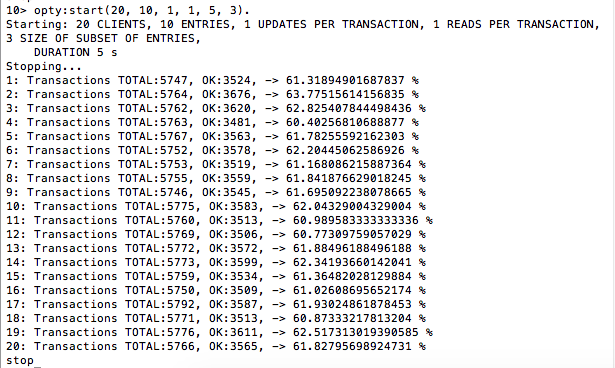 10> opty:start(20, 10, 1, 1, 5, 3).
Starting: 20 CLIENTS, 10 ENTRIES, 1 UPDATES PER TRANSACTION, 1 READS PER TRANSACTION,
3 SIZE OF SUBSET OF ENTRIES,
    DURATION 5 s
Stopping...
1: Transactions TOTAL:5747, OK:3524, -> 61.31894901687837 %
2: Transactions TOTAL:5764, OK:3676, -> 63.77515614156835 %
3: Transactions TOTAL:5762, OK:3620, -> 62.825407844498436 %
4: Transactions TOTAL:5763, OK:3481, -> 60.40256810688877 %
5: Transactions TOTAL:5767, OK:3563, -> 61.78255592162303 %
6: Transactions TOTAL:5752, OK:3578, -> 62.20445062586926 %
7: Transactions TOTAL:5753, OK:3519, -> 61.168086215887364 %
8: Transactions TOTAL:5755, OK:3559, -> 61.841876629018245 %
9: Transactions TOTAL:5746, OK:3545, -> 61.695092238078665 %
10: Transactions TOTAL:5775, OK:3583, -> 62.04329004329004 %
11: Transactions TOTAL:5760, OK:3513, -> 60.989583333333336 %
12: Transactions TOTAL:5769, OK:3506, -> 60.77309759057029 %
13: Transactions TOTAL:5772, OK:3572, -> 61.88496188496188 %
14: Transactions TOTAL:5773, OK:3599, -> 62.34193660142041 %
15: Transactions TOTAL:5759, OK:3534, -> 61.36482028129884 %
16: Transactions TOTAL:5750, OK:3509, -> 61.02608695652174 %
17: Transactions TOTAL:5792, OK:3587, -> 61.93024861878453 %
18: Transactions TOTAL:5771, OK:3513, -> 60.87333217813204 %
19: Transactions TOTAL:5776, OK:3611, -> 62.517313019390585 %
20: Transactions TOTAL:5766, OK:3565, -> 61.82795698924731 %
stop_